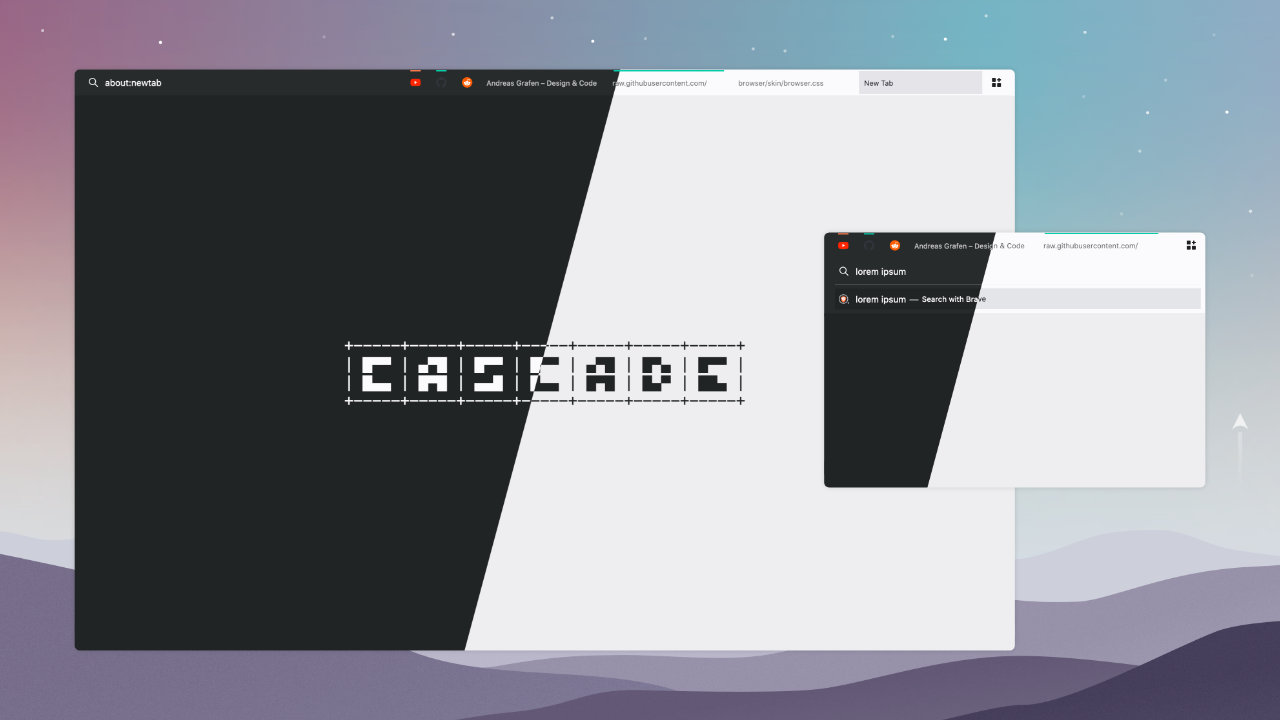 about:newtab
Andreas Grafen – Design & Code
raw.githubusercontent.com/
browser/skin/browser.css
New Tab
CASCADE
Andreas Grafen – Design & Code
raw.githubusercontent.com/
lorem ipsum
lorem ipsum — Search with Brave